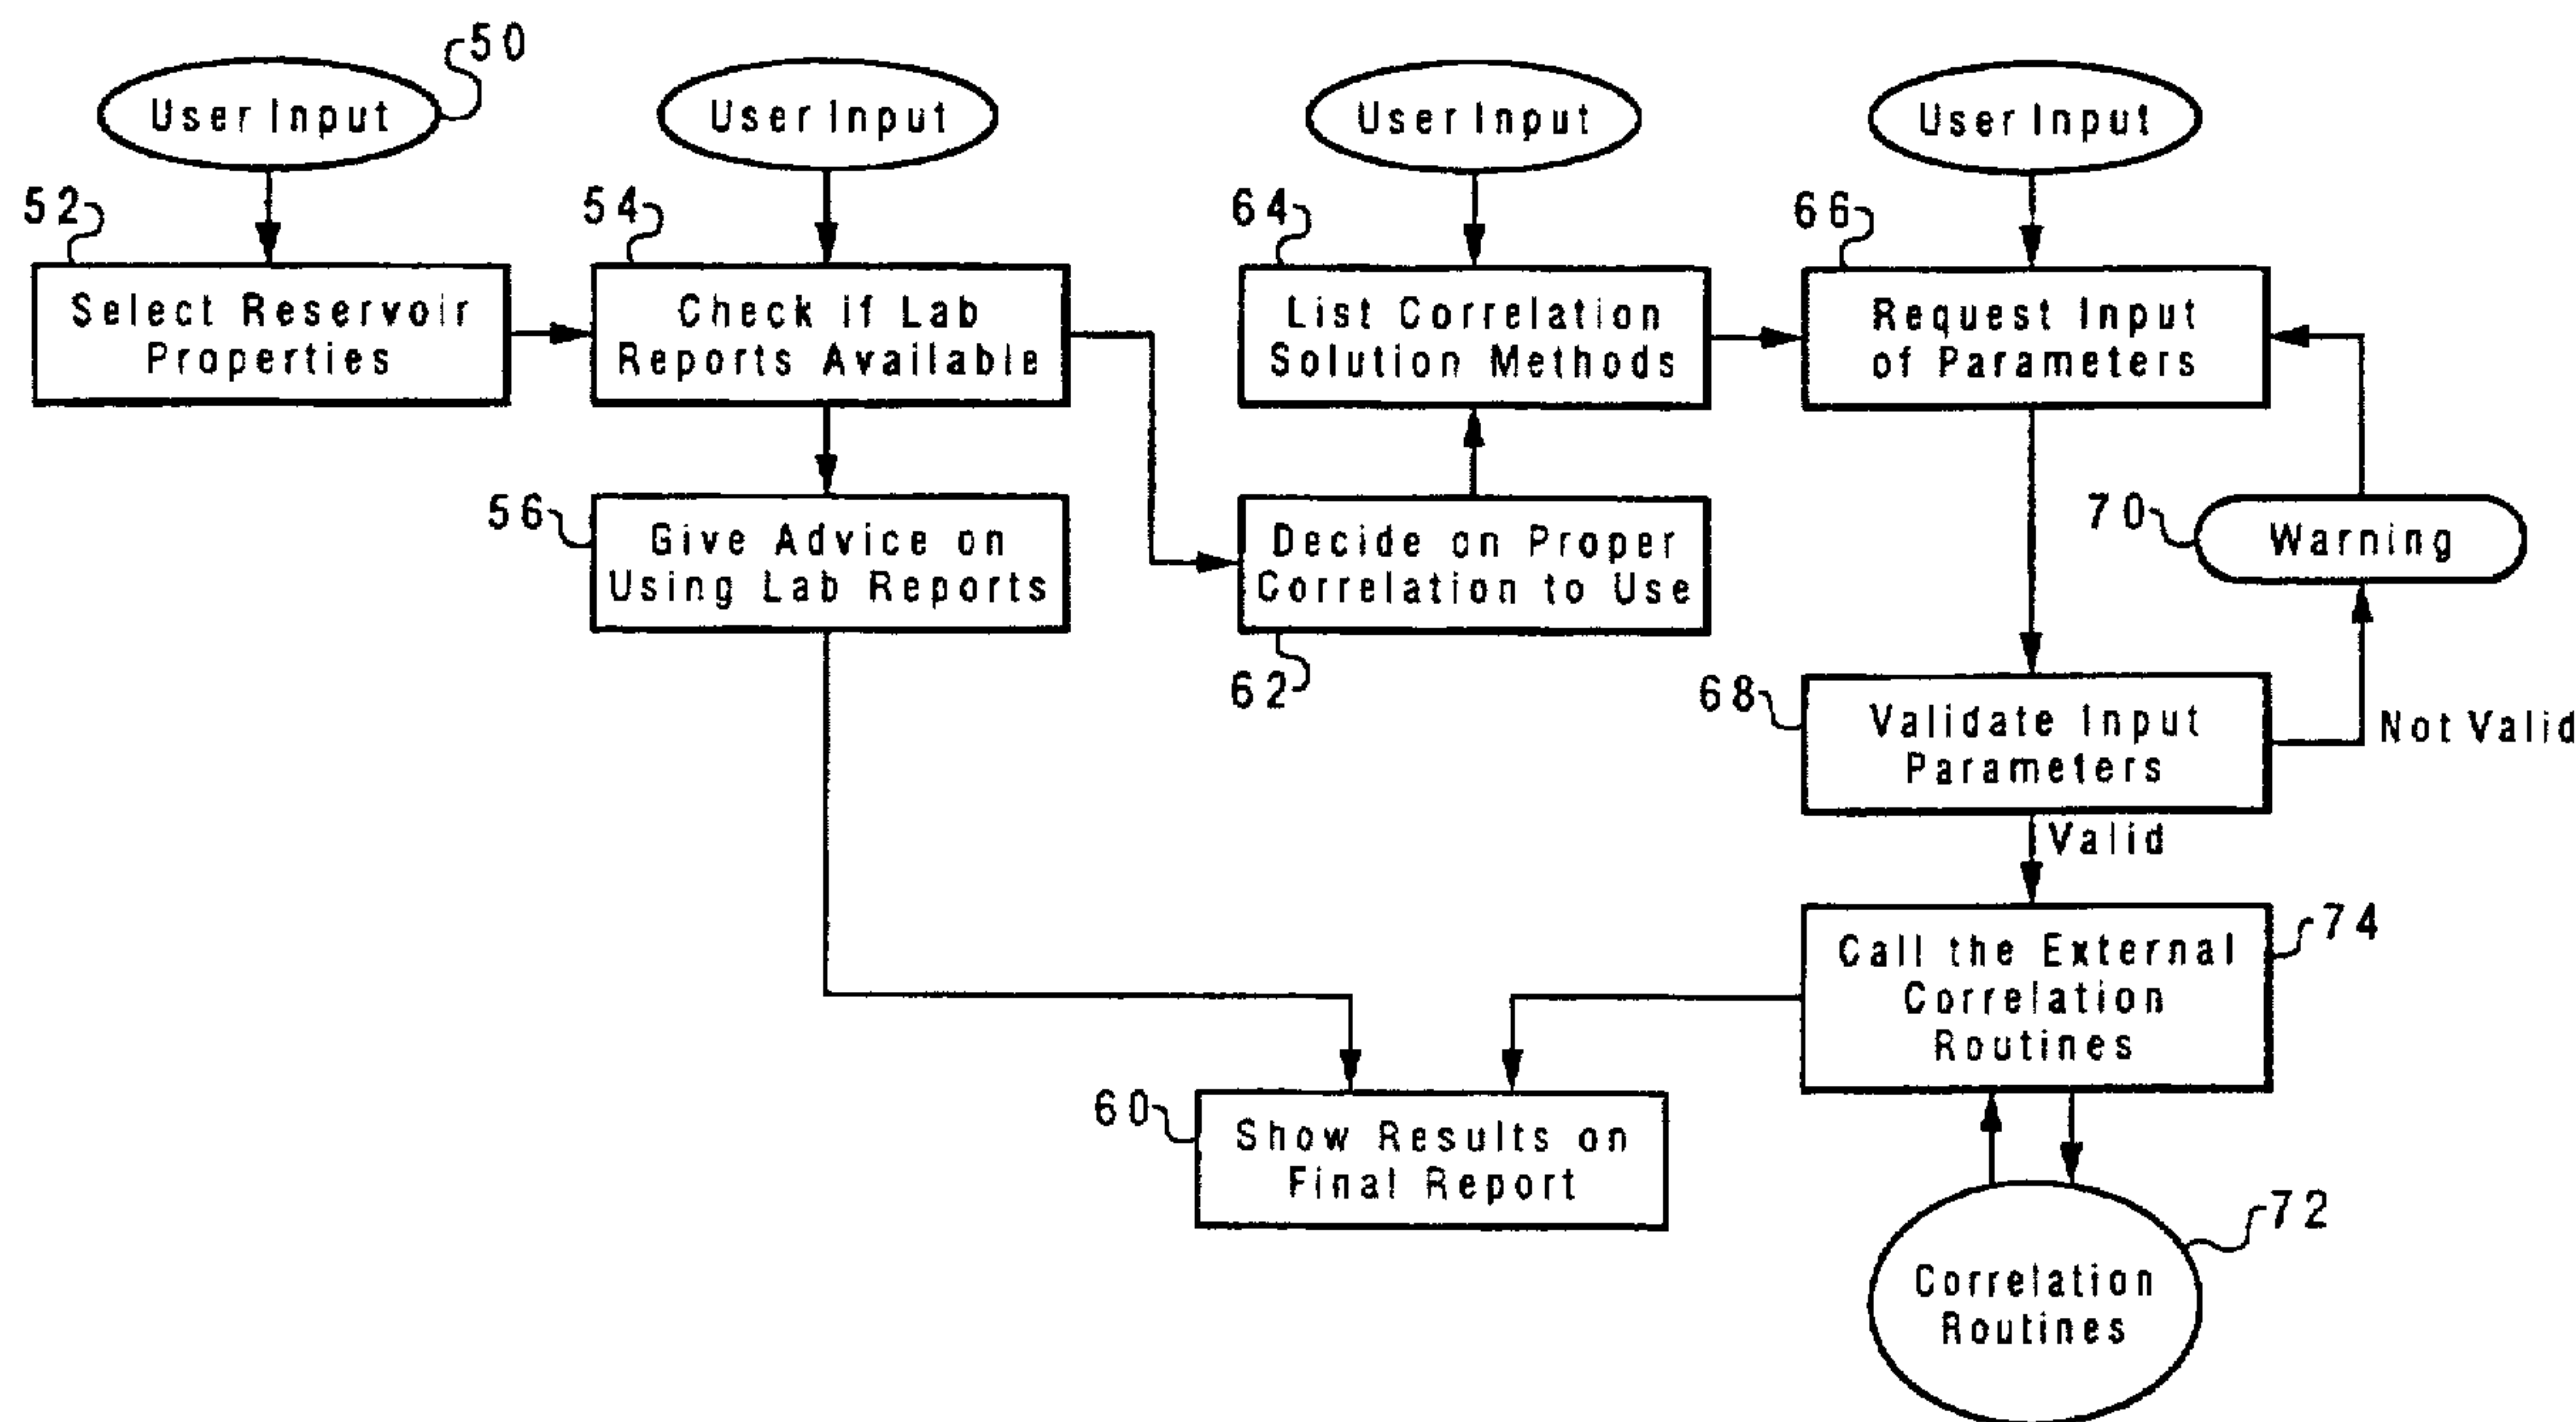 50
User Input
User Input
User Input
User Input
52
54
64
66
Select Reservoir
Properties
Check if Lab
Reports Available
List Correlation
Solution Methods
Request Input
of Parameters
56
Give Advice on
Using Lab Reports
Decide on Proper
Correlation to Use
62
70
Warning
68
Validate Input
Parameters
Not Valid
Valid
74
Call the External
Correlation
Routines
60
Show Results on
Final Report
72
Correlation
Routines